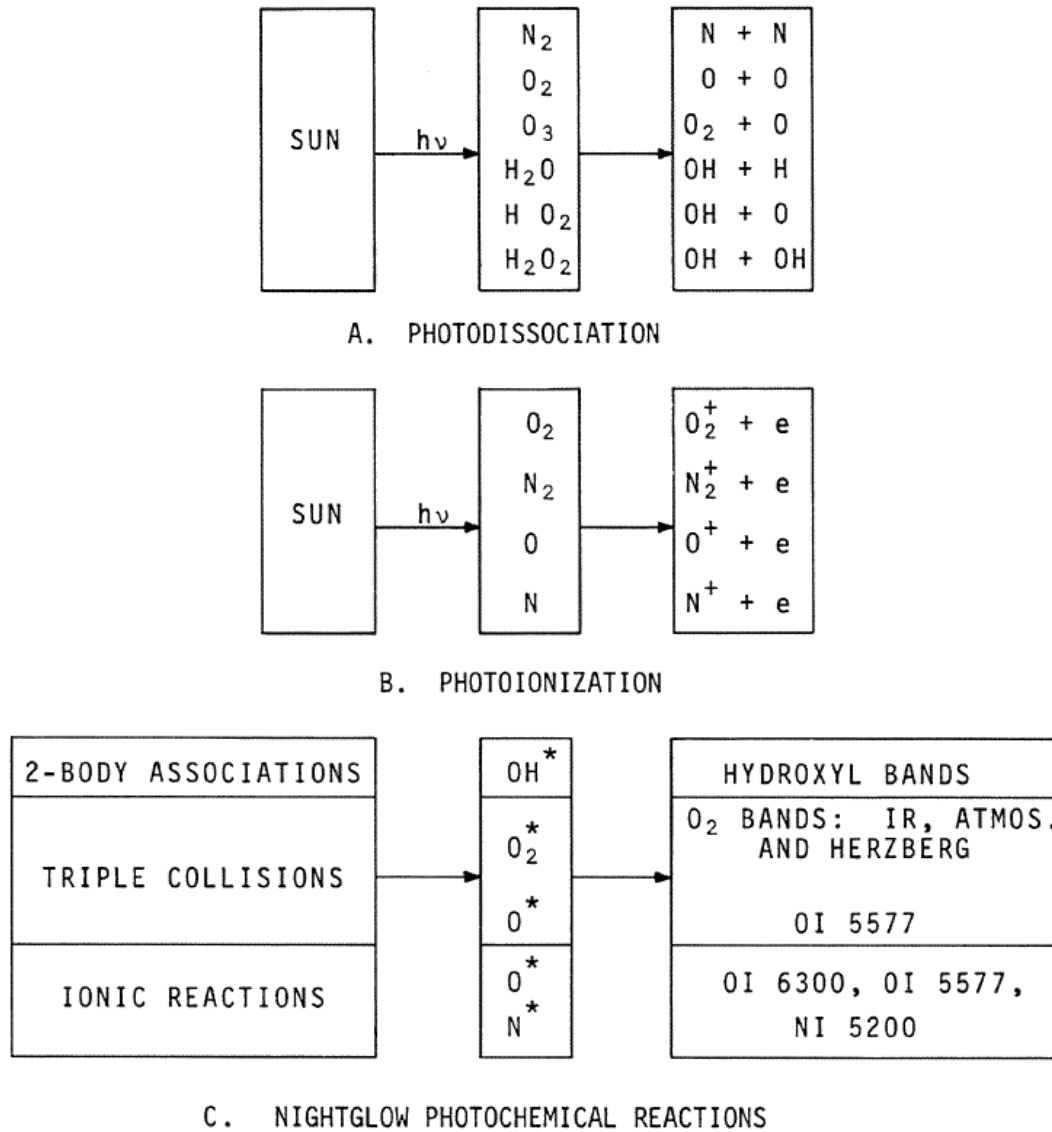 SUN
hν
N₂
O₂
O₃
H₂O
H O₂
H₂O₂
N + N
O + O
O₂ + O
OH + H
OH + O
OH + OH
A. PHOTODISSOCIATION
SUN
hν
O₂
N₂
O
N
O₂⁺ + e
N₂⁺ + e
O⁺ + e
N⁺ + e
B. PHOTOIONIZATION
2-BODY ASSOCIATIONS
OH*
HYDROXYL BANDS
TRIPLE COLLISIONS
O₂*
O*
O₂ BANDS: IR, ATMOS.
AND HERZBERG
OI 5577
IONIC REACTIONS
O*
N*
OI 6300, OI 5577,
NI 5200
C. NIGHTGLOW PHOTOCHEMICAL REACTIONS